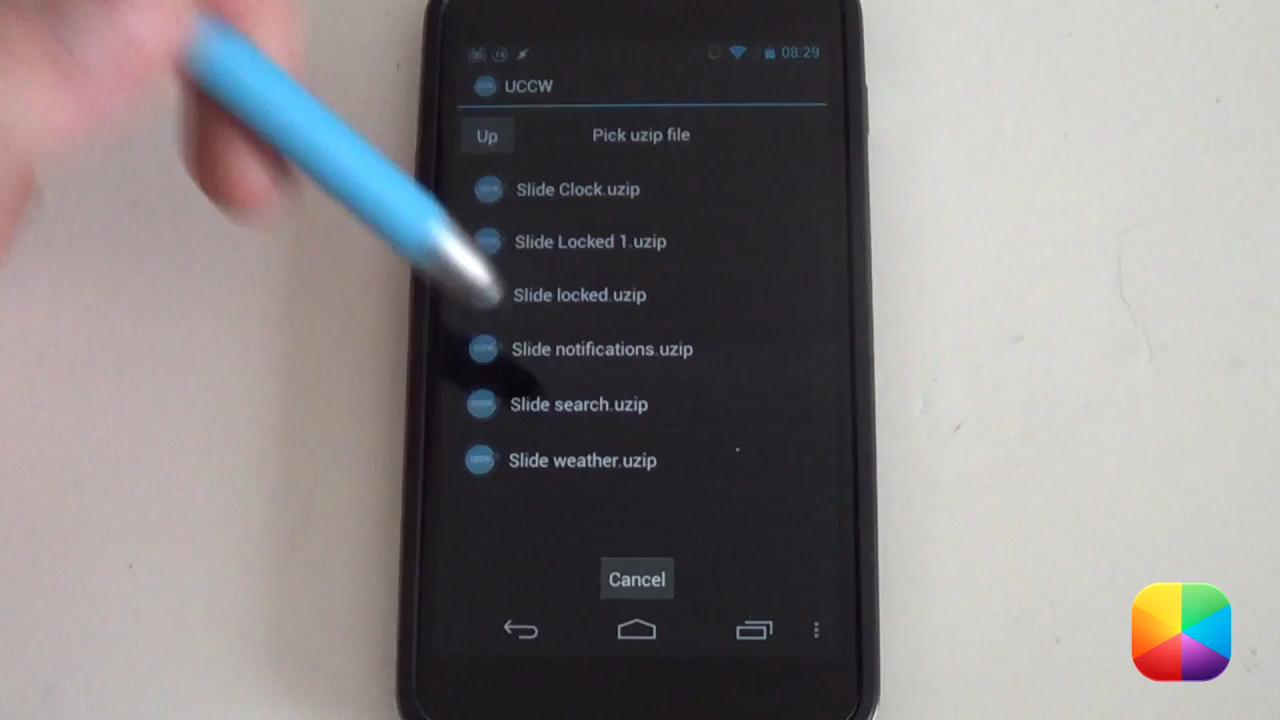 08:29
UCCW
Up
Pick uzip file
Slide Clock.uzip
Slide Locked 1.uzip
Slide locked.uzip
Slide notifications.uzip
Slide search.uzip
Slide weather.uzip
Cancel